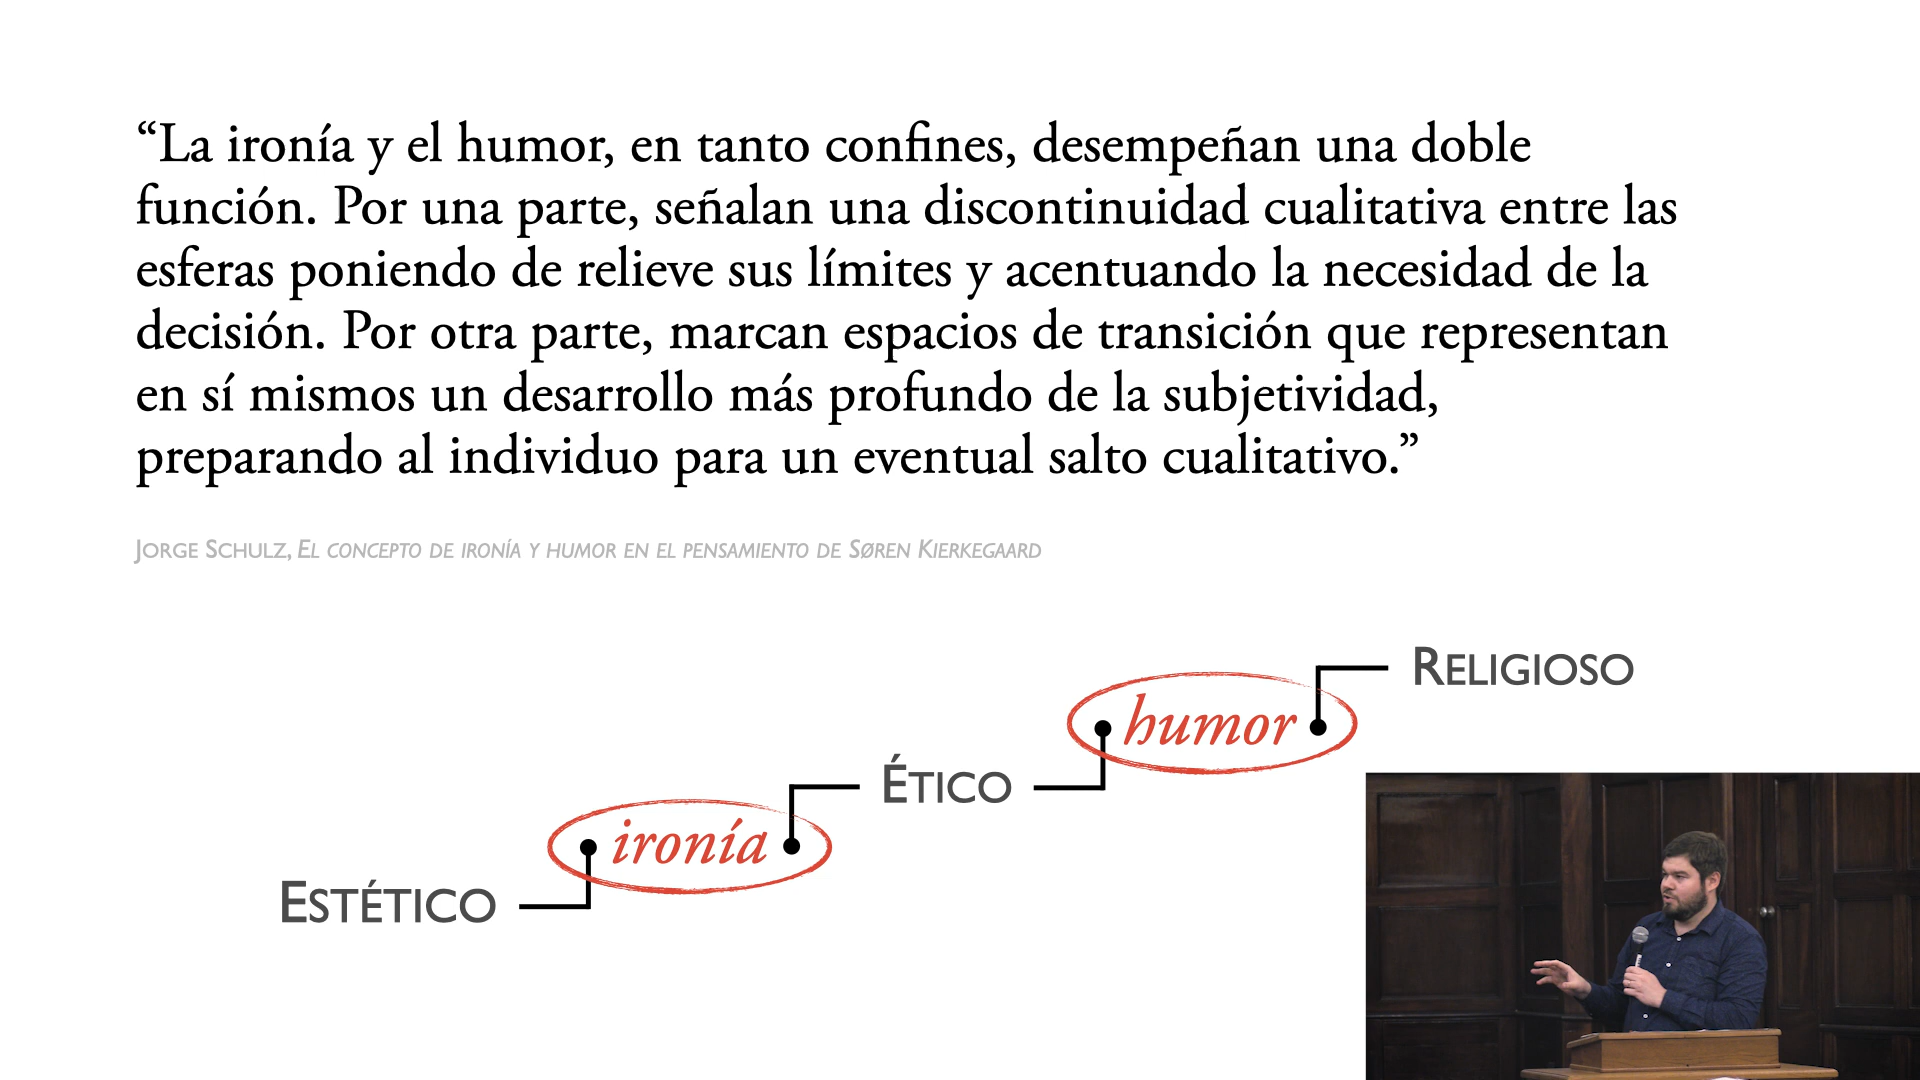 “La ironía y el humor, en tanto confines, desempeñan una doble
función. Por una parte, señalan una discontinuidad cualitativa entre las
esferas poniendo de relieve sus límites y acentuando la necesidad de la
decisión. Por otra parte, marcan espacios de transición que representan
en sí mismos un desarrollo más profundo de la subjetividad,
preparando al individuo para un eventual salto cualitativo.”
Jorge Schulz, El concepto de ironía y humor en el pensamiento de Søren Kierkegaard
Religioso
humor
Ético
ironía
Estético